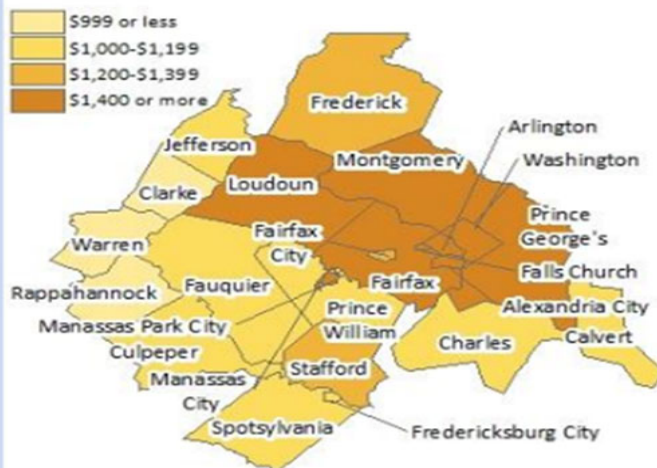 $999 or less
$1,000-$1,199
$1,200-$1,399
$1,400 or more
Frederick
Arlington
Jefferson
Montgomery
Washington
Clarke
Loudoun
Prince
George's
Fairfax
City
Warren
Fairfax
Falls Church
Rappahannock
Fauquier
Prince
William
Alexandria City
Manassas Park City
Charles
Calvert
Culpeper
Stafford
Manassas
City
Spotsylvania
Fredericksburg City